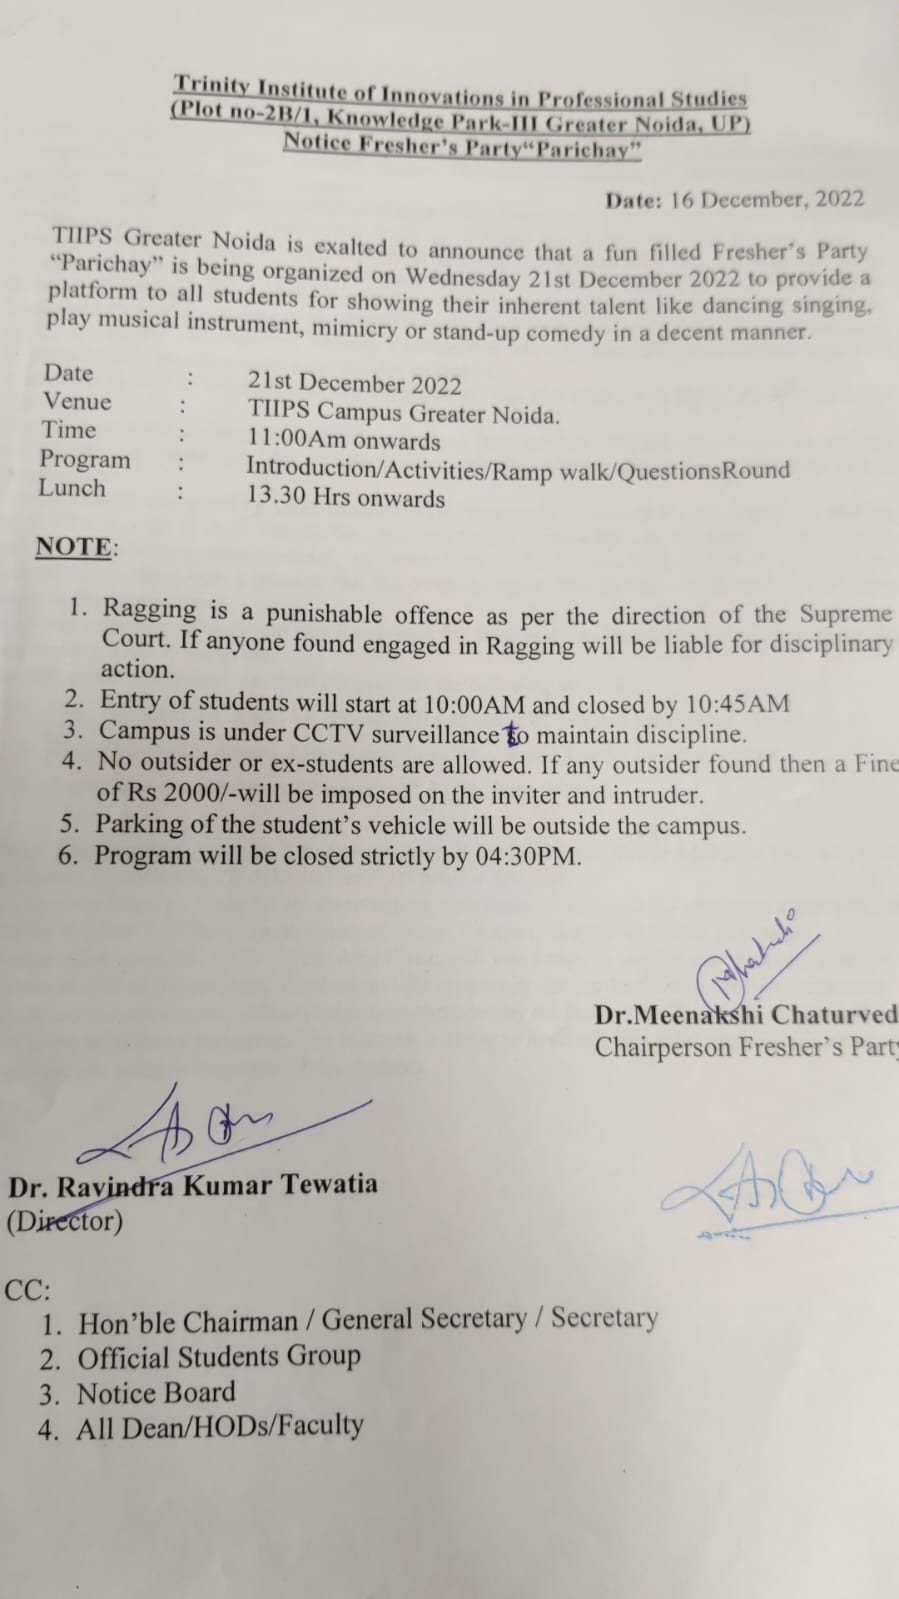 Trinity Institute of Innovations in Professional Studies
(Plot no-2B/1, Knowledge Park-III Greater Noida, UP)
Notice Fresher's Party“Parichay”
Date: 16 December, 2022
TIIPS Greater Noida is exalted to announce that a fun filled Fresher's Party
“Parichay” is being organized on Wednesday 21st December 2022 to provide a
platform to all students for showing their inherent talent like dancing singing,
play musical instrument, mimicry or stand-up comedy in a decent manner.
Date : 21st December 2022
Venue : TIIPS Campus Greater Noida.
Time : 11:00Am onwards
Program : Introduction/Activities/Ramp walk/QuestionsRound
Lunch : 13.30 Hrs onwards
NOTE:
1. Ragging is a punishable offence as per the direction of the Supreme
Court. If anyone found engaged in Ragging will be liable for disciplinary
action.
2. Entry of students will start at 10:00AM and closed by 10:45AM
3. Campus is under CCTV surveillance to maintain discipline.
4. No outsider or ex-students are allowed. If any outsider found then a Fine
of Rs 2000/-will be imposed on the inviter and intruder.
5. Parking of the student's vehicle will be outside the campus.
6. Program will be closed strictly by 04:30PM.
Dr.Meenakshi Chaturved
Chairperson Fresher's Party
Dr. Ravindra Kumar Tewatia
(Director)
CC:
1. Hon'ble Chairman / General Secretary / Secretary
2. Official Students Group
3. Notice Board
4. All Dean/HODs/Faculty